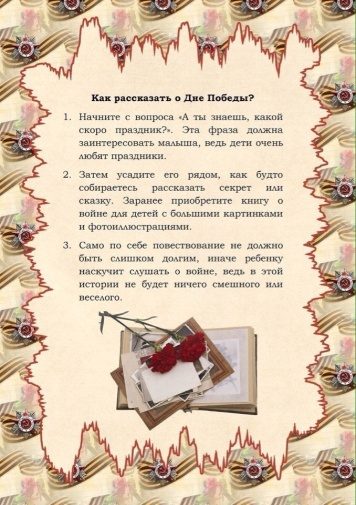 Как рассказать о Дне Победы?
1. Начните с вопроса «А ты знаешь, какой
скоро праздник?». Эта фраза должна
заинтересовать малыша, ведь дети очень
любят праздники.
2. Затем усадите его рядом, как будто
собираетесь рассказать секрет или
сказку. Заранее приобретите книгу о
войне для детей с большими картинками
и фотоиллюстрациями.
3. Само по себе повествование не должно
быть слишком долгим, иначе ребенку
наскучит слушать о войне, ведь в этой
истории не будет ничего смешного или
веселого.